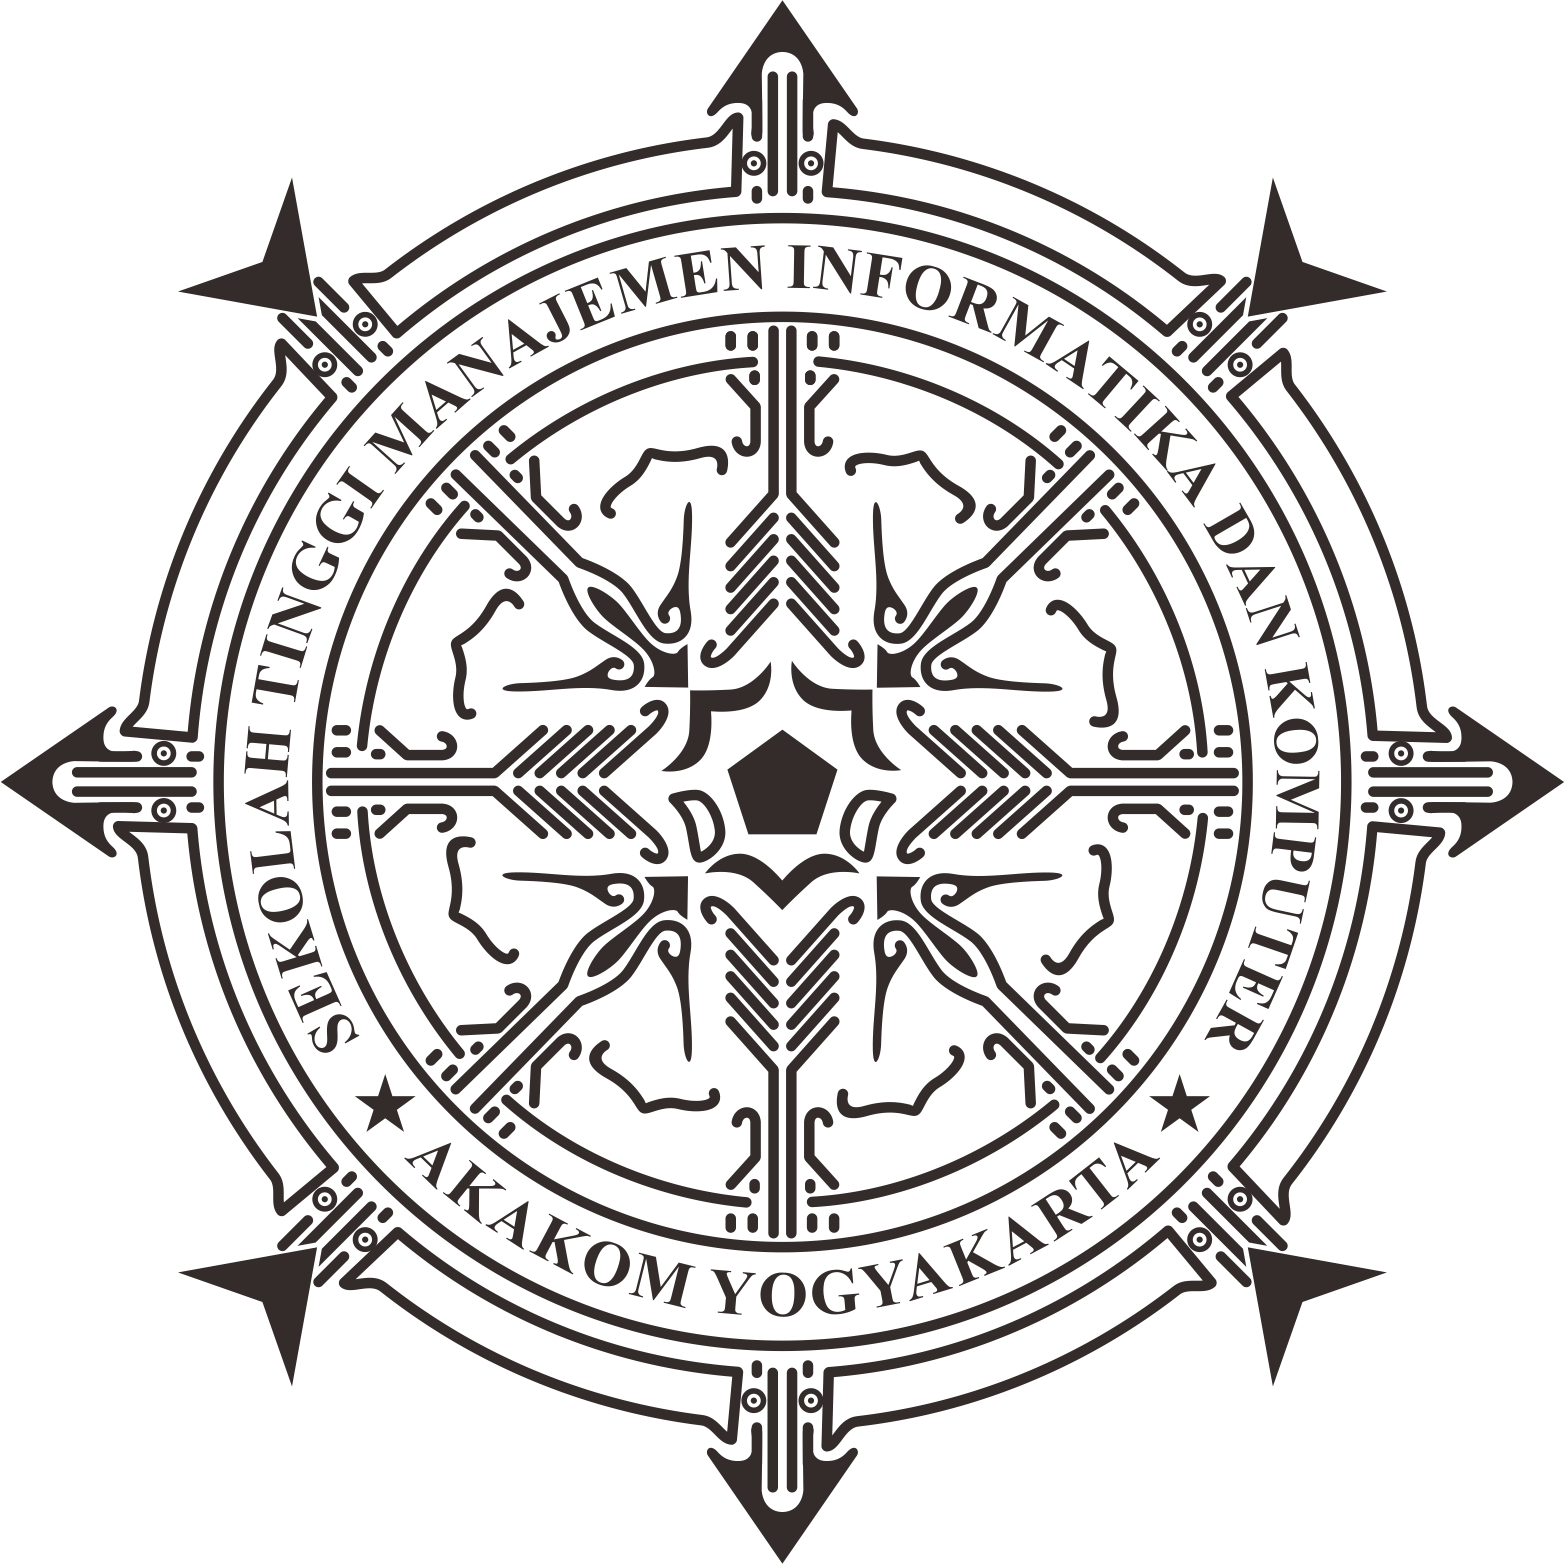 SEKOLAH TINGGI MANAJEMEN INFORMATIKA DAN KOMPUTER
AKAKOM YOGYAKARTA